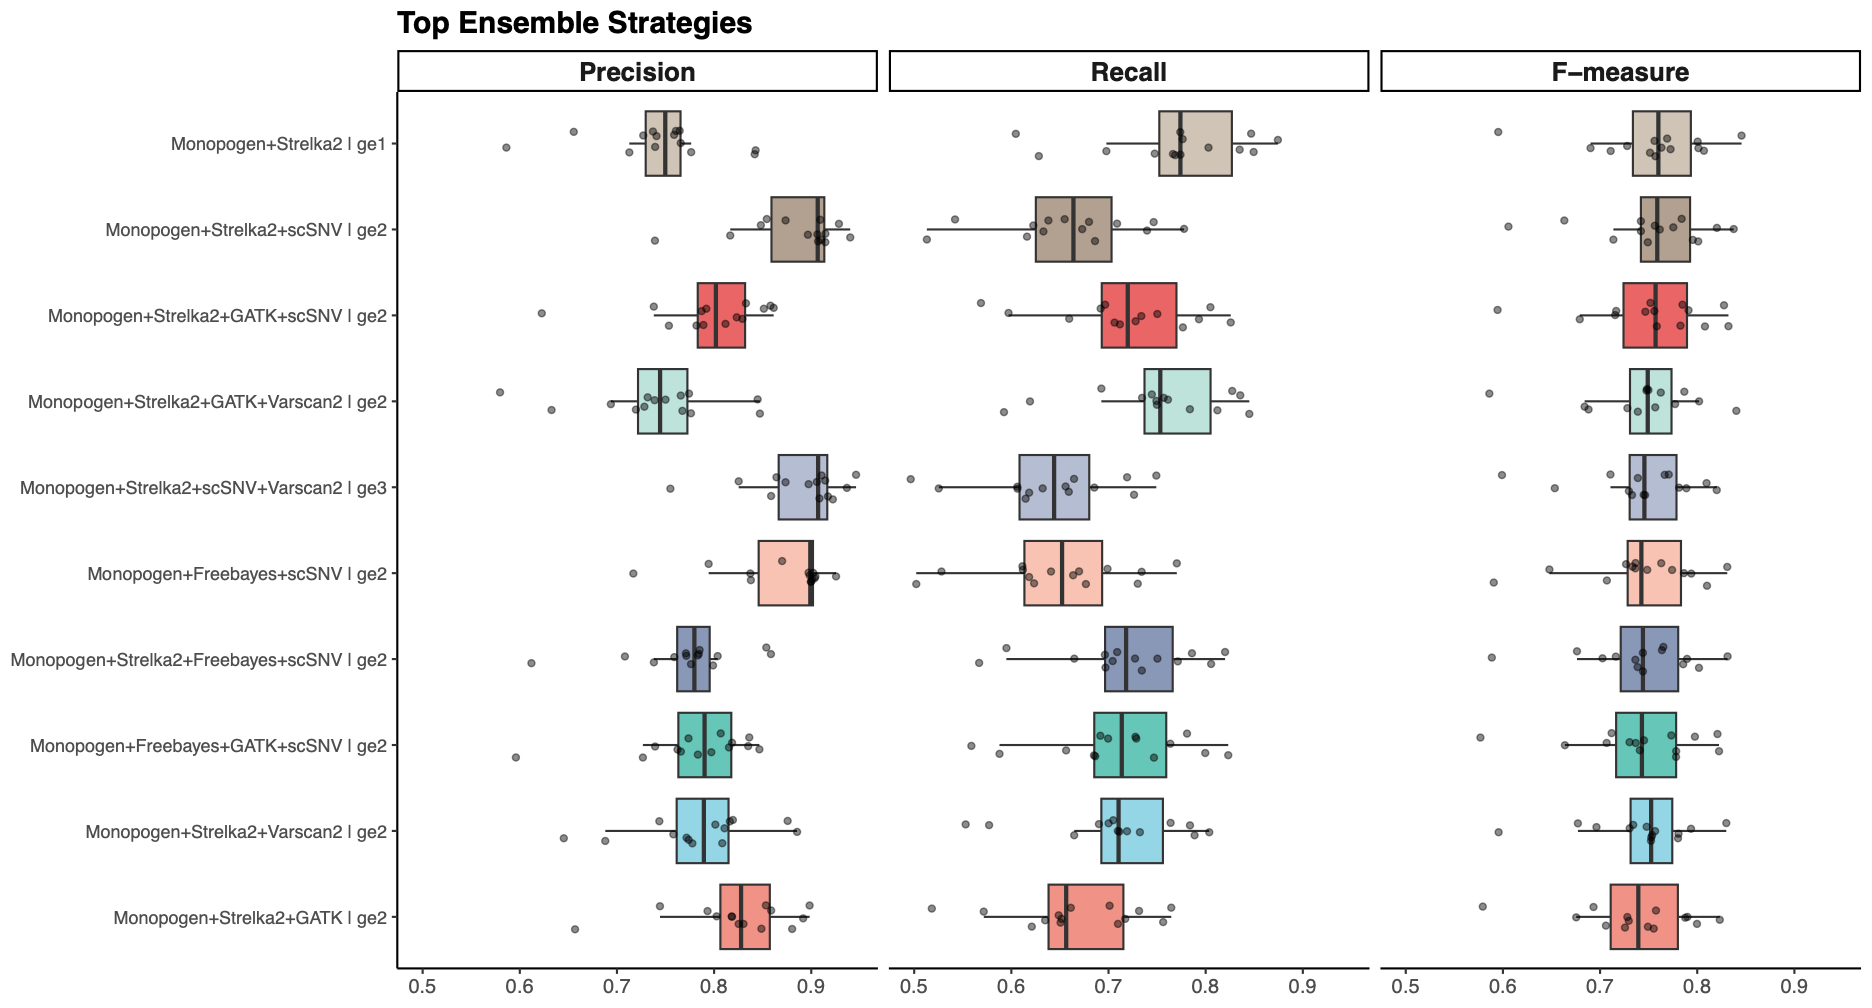 Top Ensemble Strategies
Precision
Recall
F−measure
Monopogen+Strelka2 | ge1
Monopogen+Strelka2+scSNV | ge2
Monopogen+Strelka2+GATK+scSNV | ge2
Monopogen+Strelka2+GATK+Varscan2 | ge2
Monopogen+Strelka2+scSNV+Varscan2 | ge3
Monopogen+Freebayes+scSNV | ge2
Monopogen+Strelka2+Freebayes+scSNV | ge2
Monopogen+Freebayes+GATK+scSNV | ge2
Monopogen+Strelka2+Varscan2 | ge2
Monopogen+Strelka2+GATK | ge2
0.5 0.6 0.7 0.8 0.9
0.5 0.6 0.7 0.8 0.9
0.5 0.6 0.7 0.8 0.9